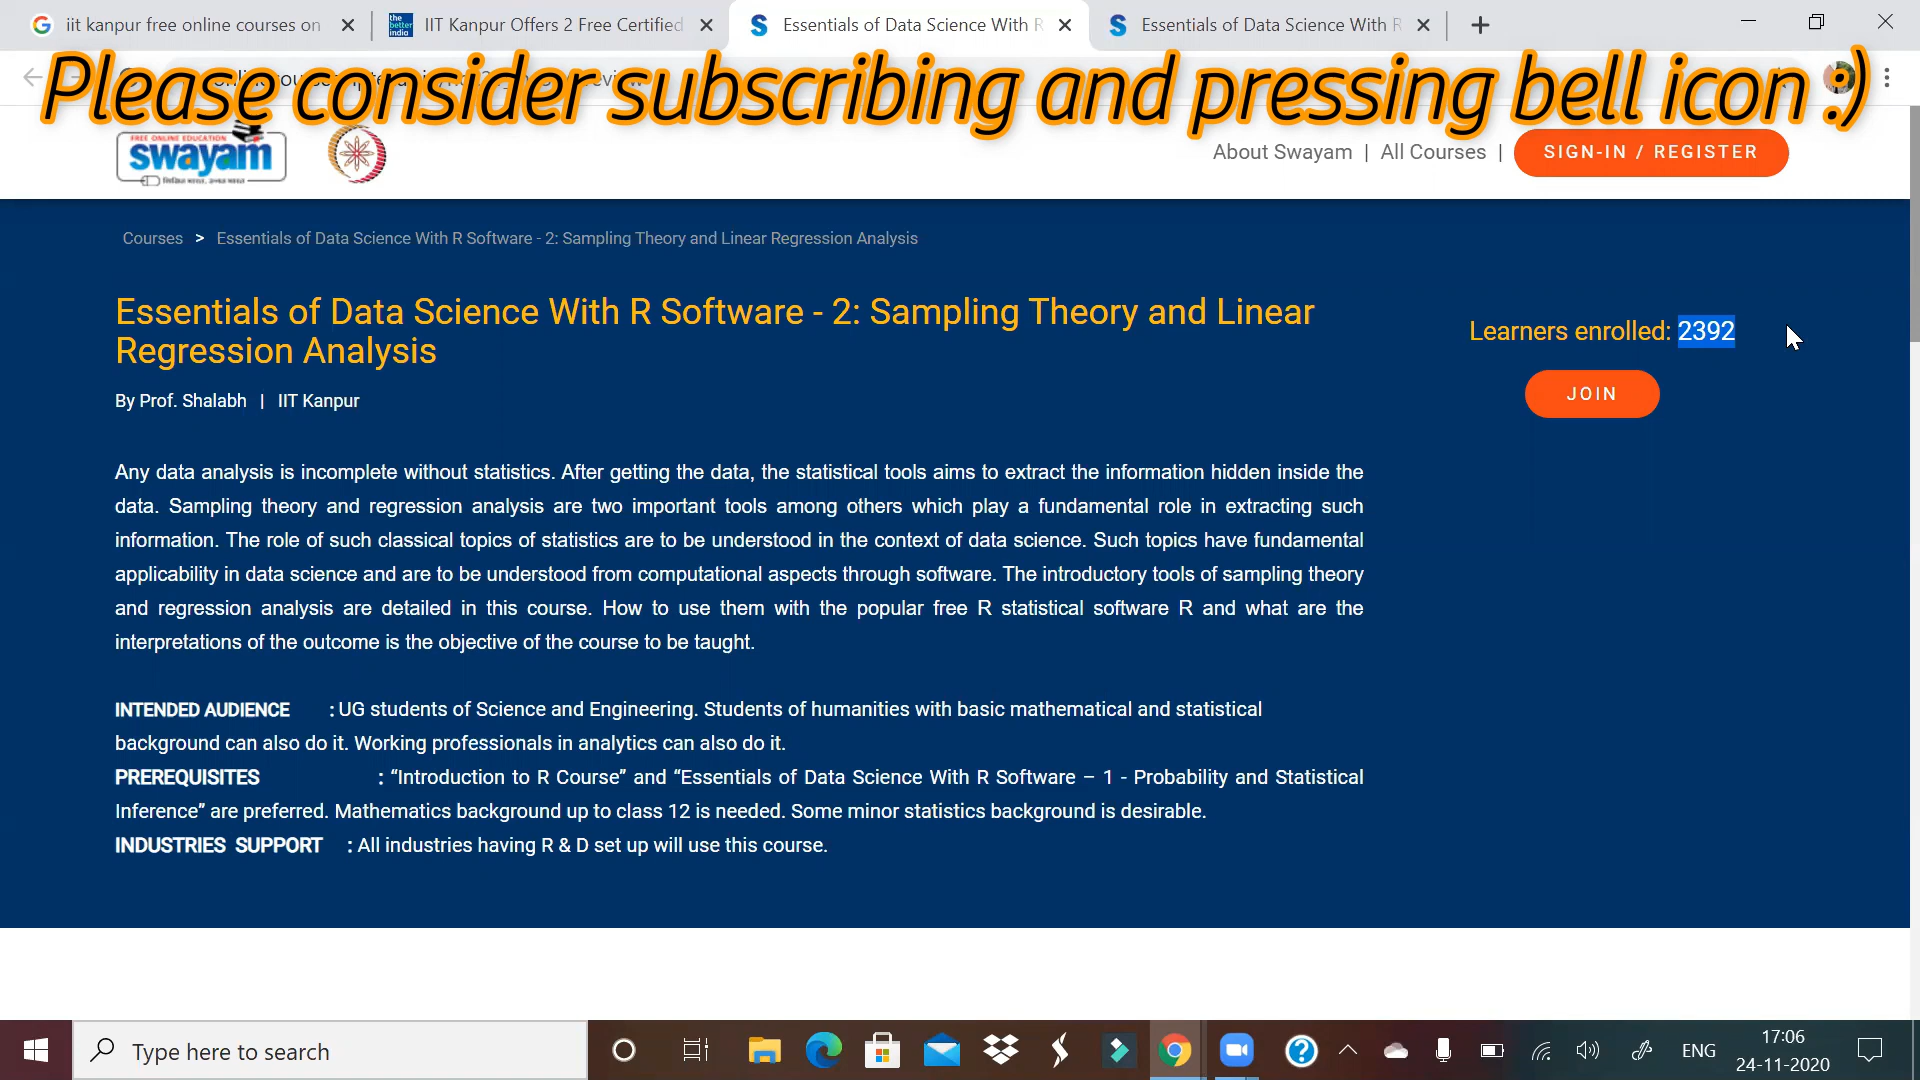 iit kanpur free online courses on
IIT Kanpur Offers 2 Free Certified
Essentials of Data Science With R
Essentials of Data Science With R
Please consider subscribing and pressing bell icon :)
FREE ONLINE EDUCATION
swayam
About Swayam | All Courses |
SIGN-IN / REGISTER
Courses > Essentials of Data Science With R Software - 2: Sampling Theory and Linear Regression Analysis
Essentials of Data Science With R Software - 2: Sampling Theory and Linear
Regression Analysis
Learners enrolled: 2392
JOIN
By Prof. Shalabh | IIT Kanpur
Any data analysis is incomplete without statistics. After getting the data, the statistical tools aims to extract the information hidden inside the
data. Sampling theory and regression analysis are two important tools among others which play a fundamental role in extracting such
information. The role of such classical topics of statistics are to be understood in the context of data science. Such topics have fundamental
applicability in data science and are to be understood from computational aspects through software. The introductory tools of sampling theory
and regression analysis are detailed in this course. How to use them with the popular free R statistical software R and what are the
interpretations of the outcome is the objective of the course to be taught.
INTENDED AUDIENCE : UG students of Science and Engineering. Students of humanities with basic mathematical and statistical
background can also do it. Working professionals in analytics can also do it.
PREREQUISITES : “Introduction to R Course” and “Essentials of Data Science With R Software – 1 - Probability and Statistical
Inference” are preferred. Mathematics background up to class 12 is needed. Some minor statistics background is desirable.
INDUSTRIES SUPPORT : All industries having R & D set up will use this course.
Type here to search
ENG
17:06
24-11-2020